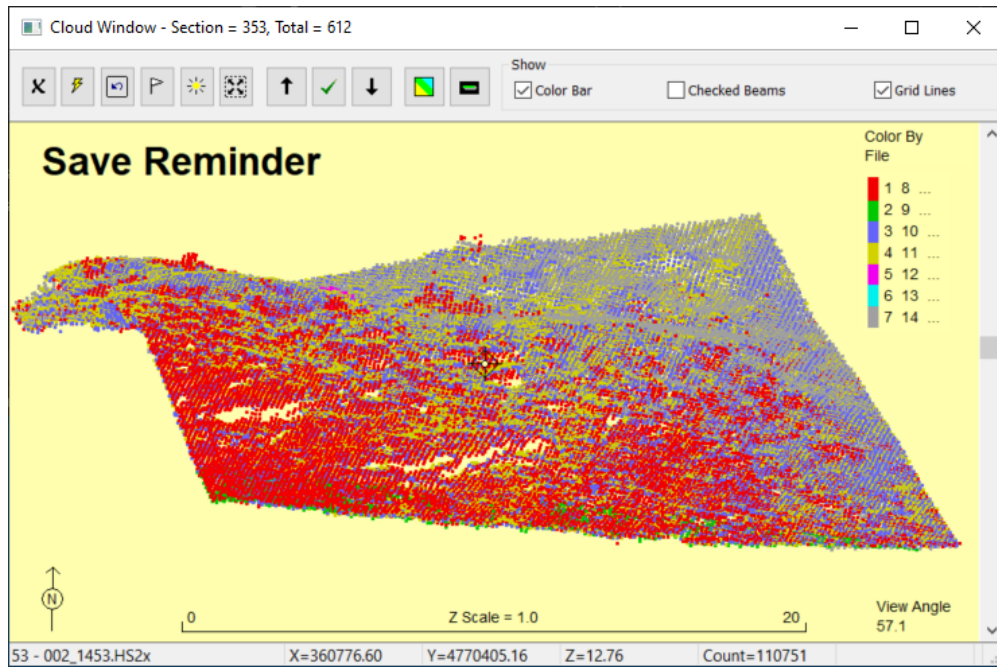 Cloud Window - Section = 353, Total = 612
Show
Color Bar
Checked Beams
Grid Lines
Save Reminder
Color By
File
1 8 ...
2 9 ...
3 10 ...
4 11 ...
5 12 ...
6 13 ...
7 14 ...
N
0
Z Scale = 1.0
20
View Angle
57.1
53 - 002_1453.HS2x
X=360776.60
Y=4770405.16
Z=12.76
Count=110751